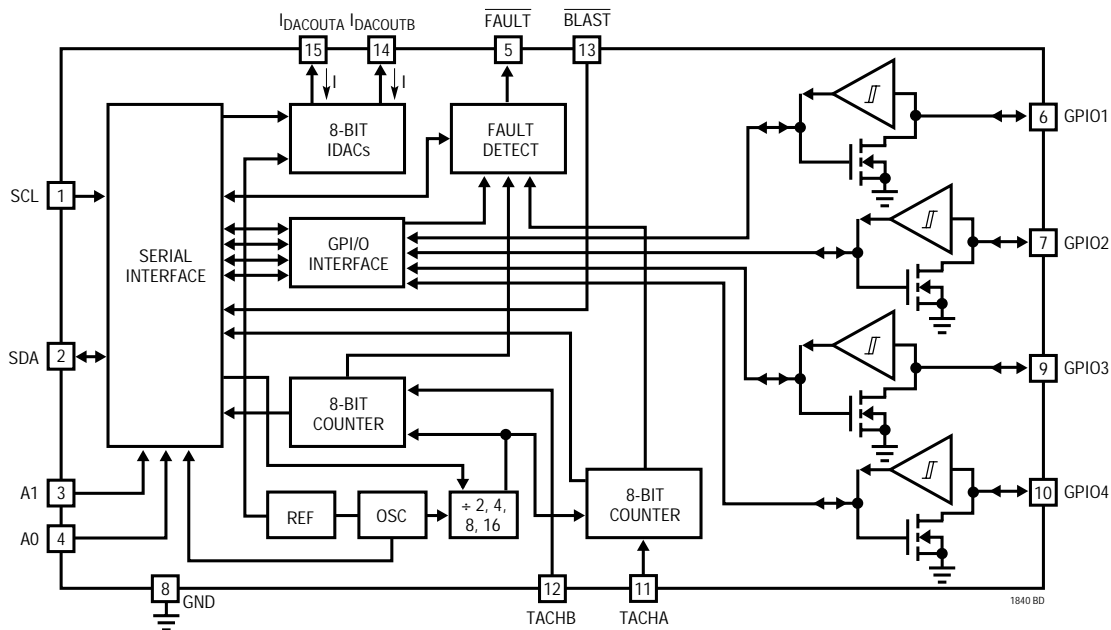 IDACOUTA IDACOUTB FAULT BLAST
15 14 5 13
I I
8-BIT
IDACs
FAULT
DETECT
6 GPIO1
SCL 1
SERIAL
INTERFACE
GPI/O
INTERFACE
7 GPIO2
SDA 2
9 GPIO3
8-BIT
COUNTER
A1 3
A0 4
REF
OSC
÷ 2, 4,
8, 16
8-BIT
COUNTER
10 GPIO4
8 GND
12
TACHB
11
TACHA
1840 BD